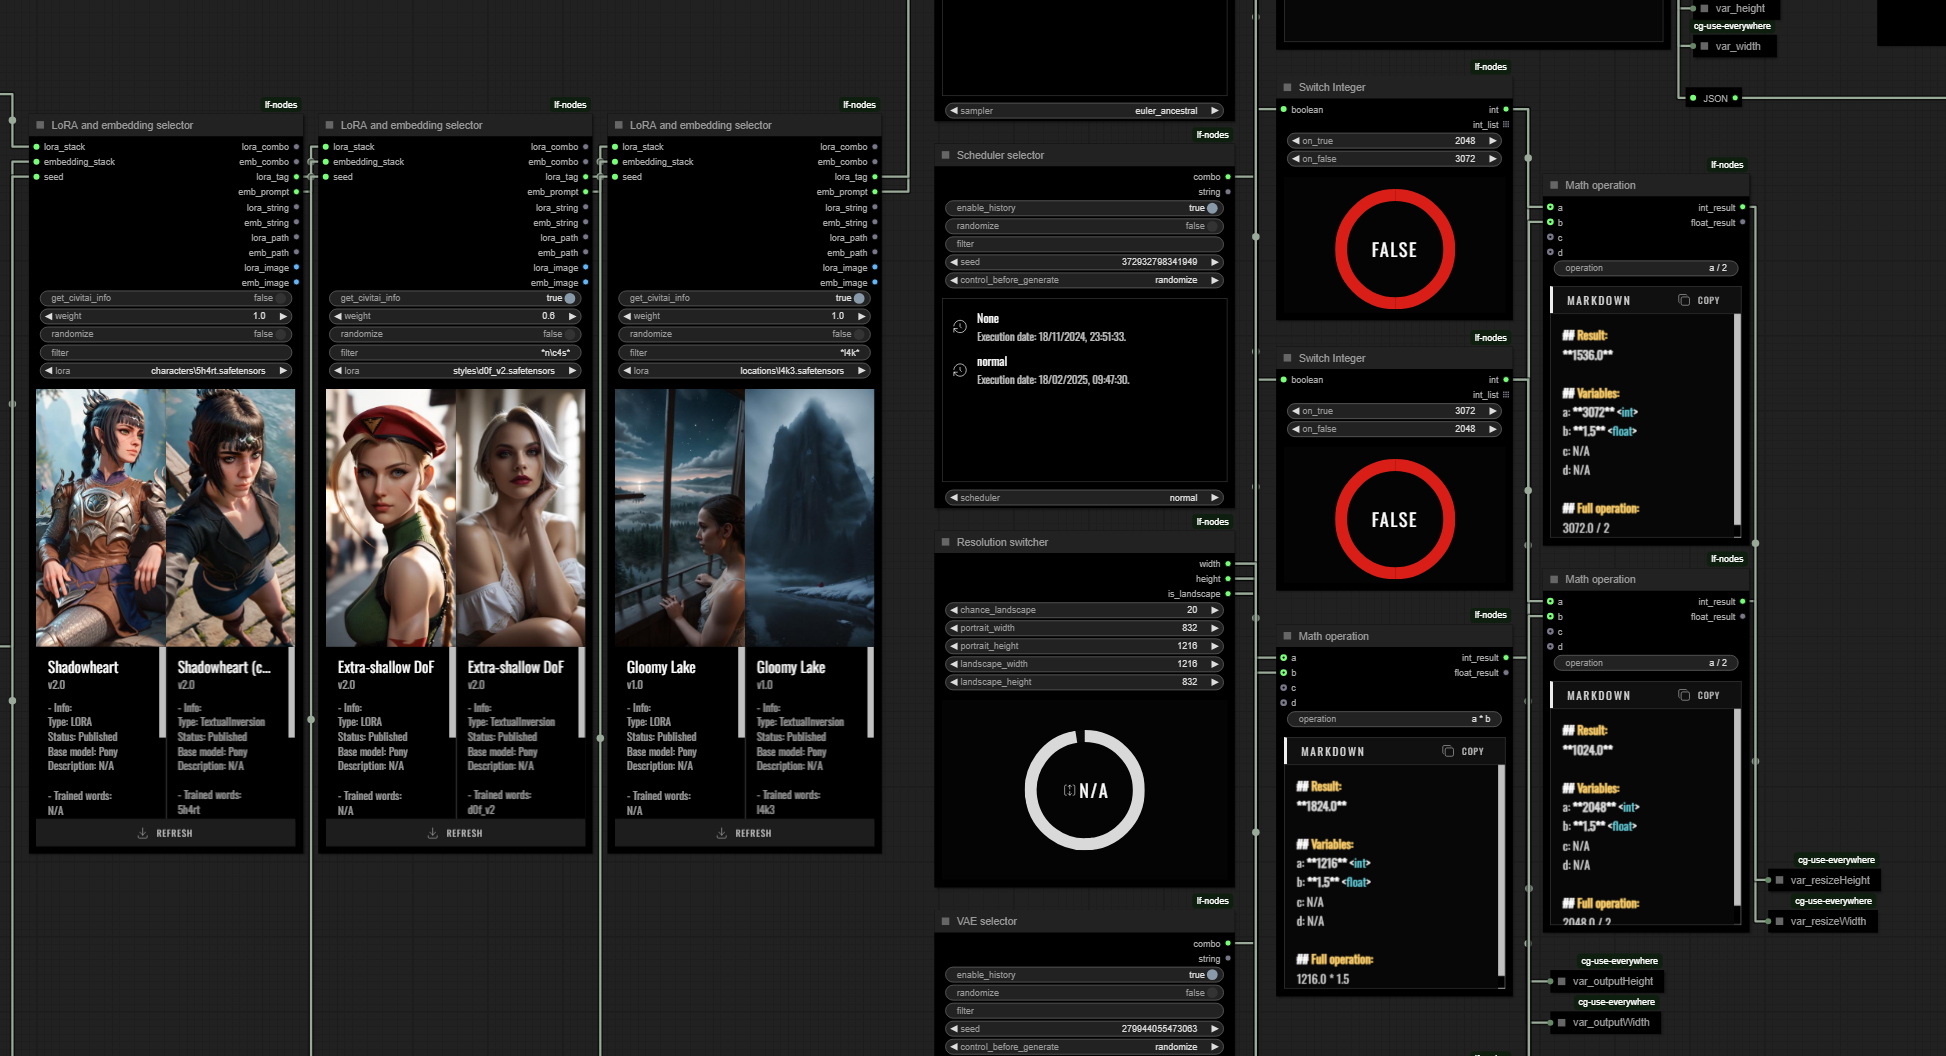 lf-nodes
LoRA and embedding selector
lora_stack
lora_combo
embedding_stack
emb_combo
seed
lora_tag
emb_prompt
lora_string
emb_string
lora_path
emb_path
lora_image
emb_image
get_civitai_info false
weight 1.0
randomize false
filter
lora characters\5h4rt.safetensors
Shadowheart
v2.0
- Info:
Type: LORA
Status: Published
Base model: Pony
Description: N/A
- Trained words:
N/A
Shadowheart (c...
v2.0
- Info:
Type: TextualInversion
Status: Published
Base model: Pony
Description: N/A
- Trained words:
5h4rt
REFRESH
lf-nodes
LoRA and embedding selector
lora_stack
lora_combo
embedding_stack
emb_combo
seed
lora_tag
emb_prompt
lora_string
emb_string
lora_path
emb_path
lora_image
emb_image
get_civitai_info true
weight 0.6
randomize false
filter *n\c4s*
lora styles\d0f_v2.safetensors
Extra-shallow DoF
v2.0
- Info:
Type: LORA
Status: Published
Base model: Pony
Description: N/A
- Trained words:
N/A
Extra-shallow DoF
v2.0
- Info:
Type: TextualInversion
Status: Published
Base model: Pony
Description: N/A
- Trained words:
d0f_v2
REFRESH
lf-nodes
LoRA and embedding selector
lora_stack
lora_combo
embedding_stack
emb_combo
seed
lora_tag
emb_prompt
lora_string
emb_string
lora_path
emb_path
lora_image
emb_image
get_civitai_info true
weight 1.0
randomize false
filter *l4k*
lora locations\l4k3.safetensors
Gloomy Lake
v1.0
- Info:
Type: LORA
Status: Published
Base model: Pony
Description: N/A
- Trained words:
N/A
Gloomy Lake
v1.0
- Info:
Type: TextualInversion
Status: Published
Base model: Pony
Description: N/A
- Trained words:
l4k3
REFRESH
sampler euler_ancestral
lf-nodes
Scheduler selector
combo
string
enable_history true
randomize false
filter
seed 372932798341949
control_before_generate randomize
None
Execution date: 18/11/2024, 23:51:33.
normal
Execution date: 18/02/2025, 09:47:30.
scheduler normal
lf-nodes
Resolution switcher
width
height
is_landscape
chance_landscape 20
portrait_width 832
portrait_height 1216
landscape_width 1216
landscape_height 832
N/A
lf-nodes
VAE selector
combo
string
enable_history true
randomize false
filter
seed 279944055473063
control_before_generate randomize
lf-nodes
Switch Integer
boolean int
int_list
on_true 2048
on_false 3072
FALSE
lf-nodes
Switch Integer
boolean int
int_list
on_true 3072
on_false 2048
FALSE
lf-nodes
Math operation
a int_result
b float_result
c
d
operation a * b
MARKDOWN COPY
## Result:
**1824.0**
## Variables:
a: **1216** <int>
b: **1.5** <float>
c: N/A
d: N/A
## Full operation:
1216.0 * 1.5
var_height
cg-use-everywhere
var_width
JSON
lf-nodes
Math operation
a int_result
b float_result
c
d
operation a / 2
MARKDOWN COPY
## Result:
**1536.0**
## Variables:
a: **3072** <int>
b: **1.5** <float>
c: N/A
d: N/A
## Full operation:
3072.0 / 2
lf-nodes
Math operation
a int_result
b float_result
c
d
operation a / 2
MARKDOWN COPY
## Result:
**1024.0**
## Variables:
a: **2048** <int>
b: **1.5** <float>
c: N/A
d: N/A
## Full operation:
2048.0 / 2
cg-use-everywhere
var_resizeHeight
cg-use-everywhere
var_resizeWidth
cg-use-everywhere
var_outputHeight
cg-use-everywhere
var_outputWidth